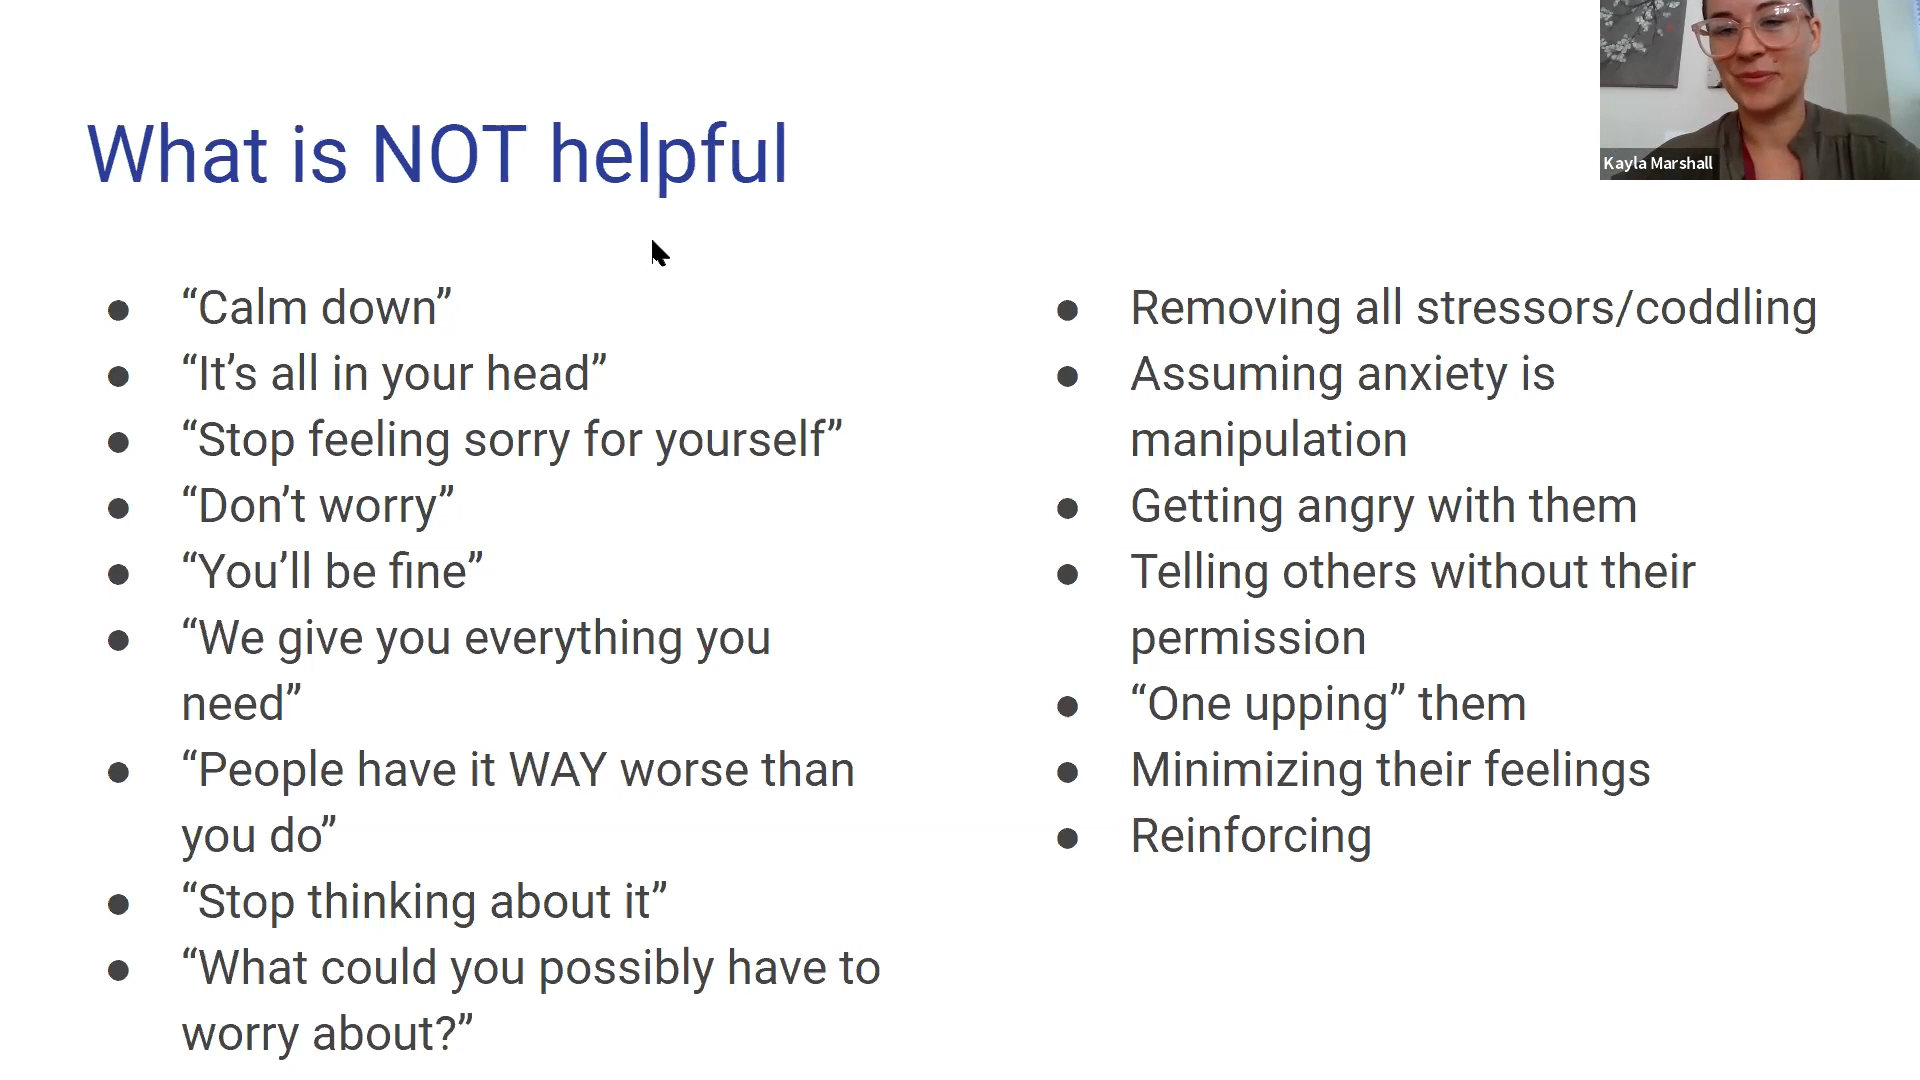 What is NOT helpful
Kayla Marshall
“Calm down”
“It’s all in your head”
“Stop feeling sorry for yourself”
“Don’t worry”
“You’ll be fine”
“We give you everything you
need”
“People have it WAY worse than
you do”
“Stop thinking about it”
“What could you possibly have to
worry about?”
Removing all stressors/coddling
Assuming anxiety is
manipulation
Getting angry with them
Telling others without their
permission
“One upping” them
Minimizing their feelings
Reinforcing